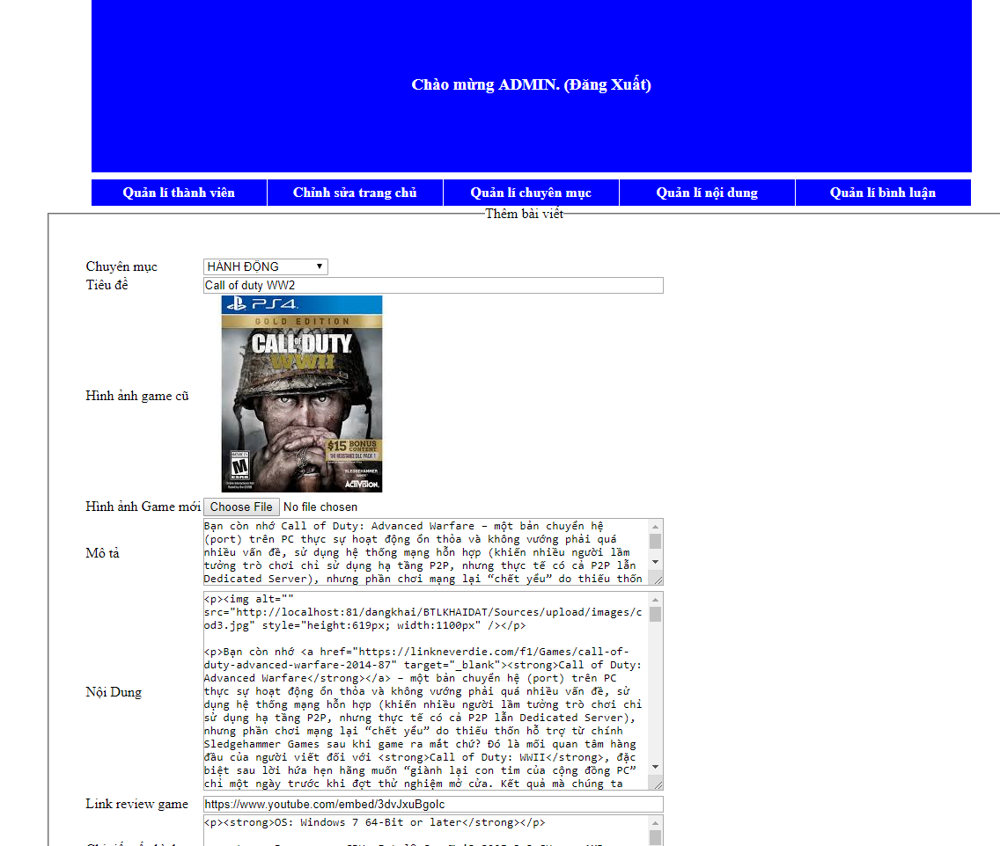 Chào mừng ADMIN. (Đăng Xuất)
Quản lí thành viên
Chỉnh sửa trang chủ
Quản lí chuyên mục
Quản lí nội dung
Quản lí bình luận
Thêm bài viết
Chuyên mục
HÀNH ĐỘNG
Tiêu đề
Call of duty WW2
PS4
GOLD EDITION
CALL OF DUTY
WWII
$15 BONUS
CONTENT
THE RESISTANCE DLC PACK 1
M
SLEDGEHAMMER
GAMES
ACTIVISION
Hình ảnh game cũ
Hình ảnh Game mới
Choose File
No file chosen
Mô tả
Bạn còn nhớ Call of Duty: Advanced Warfare – một bản chuyển hệ
(port) trên PC thực sự hoạt động ổn thỏa và không vướng phải quá
nhiều vấn đề, sử dụng hệ thống mạng hỗn hợp (khiến nhiều người lầm
tưởng trò chơi chỉ sử dụng hạ tầng P2P, nhưng thực tế có cả P2P lẫn
Dedicated Server), nhưng phần chơi mạng lại “chết yểu” do thiếu thốn
Nội Dung
<p><img alt=""
src="http://localhost:81/dangkhai/BTLKHAIDAT/Sources/upload/images/c
od3.jpg" style="height:619px; width:1100px" /></p>
<p>Bạn còn nhớ <a href="https://linkneverdie.com/f1/Games/call-of-
duty-advanced-warfare-2014-87" target="_blank"><strong>Call of Duty:
Advanced Warfare</strong></a> – một bản chuyển hệ (port) trên PC
thực sự hoạt động ổn thỏa và không vướng phải quá nhiều vấn đề, sử
dụng hệ thống mạng hỗn hợp (khiến nhiều người lầm tưởng trò chơi chỉ
sử dụng hạ tầng P2P, nhưng thực tế có cả P2P lẫn Dedicated Server),
nhưng phần chơi mạng lại “chết yểu” do thiếu thốn hỗ trợ từ chính
Sledgehammer Games sau khi game ra mắt chứ? Đó là mối quan tâm hàng
đầu của người viết đối với <strong>Call of Duty: WWII</strong>, đặc
biệt sau lời hứa hẹn hãng muốn “giành lại con tim của cộng đồng PC”
chỉ một ngày trước khi đợt thử nghiệm mở cửa. Kết quả mà chúng ta
Link review game
https://www.youtube.com/embed/3dvJxuBgoIc
<p><strong>OS: Windows 7 64-Bit or later</strong></p>